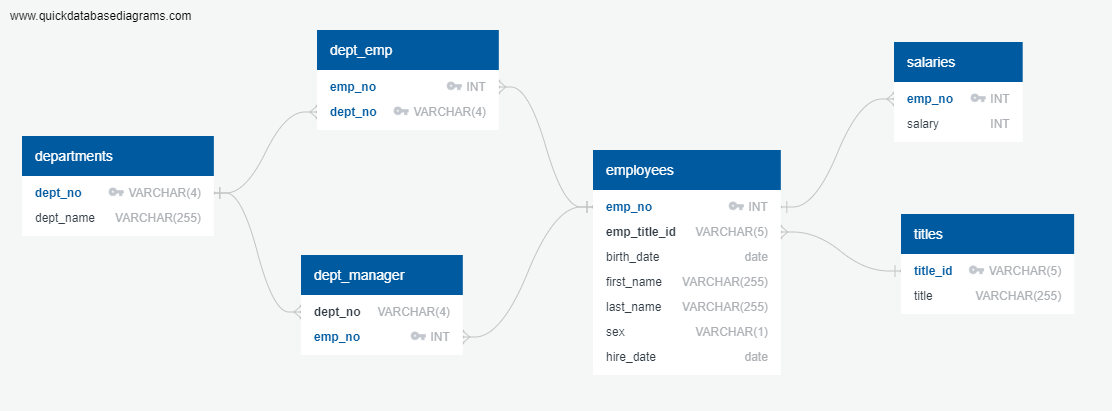 www.quickdatabasediagrams.com
dept_emp
emp_no INT
dept_no VARCHAR(4)
salaries
emp_no INT
salary INT
departments
dept_no VARCHAR(4)
dept_name VARCHAR(255)
employees
emp_no INT
emp_title_id VARCHAR(5)
birth_date date
first_name VARCHAR(255)
last_name VARCHAR(255)
sex VARCHAR(1)
hire_date date
titles
title_id VARCHAR(5)
title VARCHAR(255)
dept_manager
dept_no VARCHAR(4)
emp_no INT